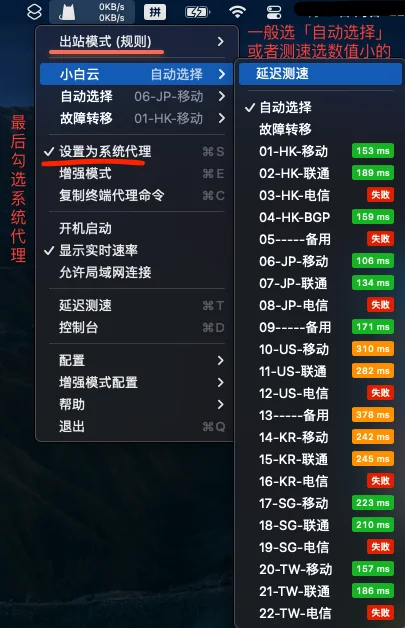 0KB/s
0KB/s
拼
一般选「自动选择」
或者测速选数值小的
最后勾选系统代理
出站模式 (规则)
小白云 自动选择
自动选择 06-JP-移动
故障转移 01-HK-移动
设置为系统代理 ⌘S
增强模式 ⌘E
复制终端代理命令 ⌘C
开机启动
显示实时速率
允许局域网连接
延迟测速 ⌘T
控制台 ⌘D
配置
增强模式配置
帮助
退出 ⌘Q
延迟测速
自动选择
故障转移
01-HK-移动 153 ms
02-HK-联通 189 ms
03-HK-电信 失败
04-HK-BGP 159 ms
05-----备用 失败
06-JP-移动 106 ms
07-JP-联通 134 ms
08-JP-电信 失败
09-----备用 171 ms
10-US-移动 310 ms
11-US-联通 282 ms
12-US-电信 失败
13-----备用 378 ms
14-KR-移动 242 ms
15-KR-联通 245 ms
16-KR-电信 失败
17-SG-移动 223 ms
18-SG-联通 210 ms
19-SG-电信 失败
20-TW-移动 157 ms
21-TW-联通 186 ms
22-TW-电信 失败